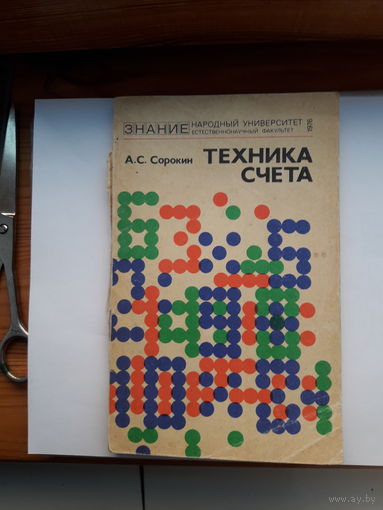 ЗНАНИЕ
НАРОДНЫЙ УНИВЕРСИТЕТ
ЕСТЕСТВЕННОНАУЧНЫЙ ФАКУЛЬТЕТ
1976
А.С. Сорокин
ТЕХНИКА
СЧЕТА
www.ay.by